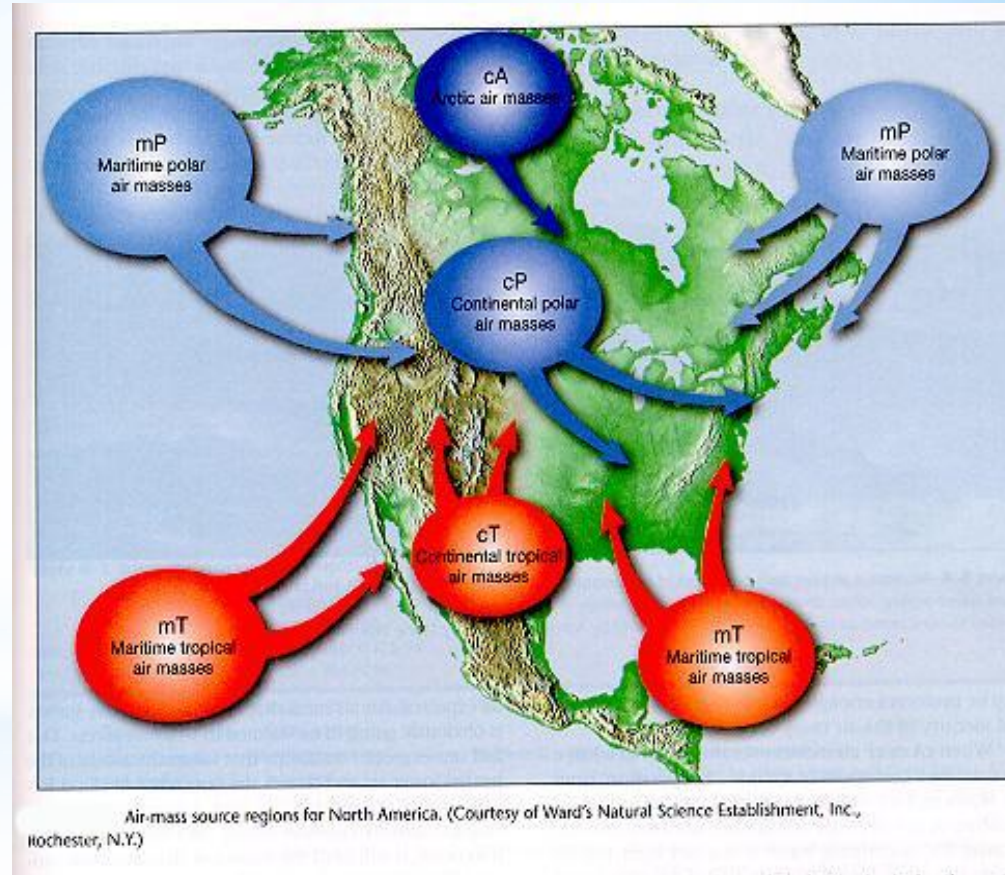 cA
Arctic air masses
mP
Maritime polar
air masses
mP
Maritime polar
air masses
cP
Continental polar
air masses
cT
Continental tropical
air masses
mT
Maritime tropical
air masses
mT
Maritime tropical
air masses
Air-mass source regions for North America. (Courtesy of Ward's Natural Science Establishment, Inc.,
Rochester, N.Y.)